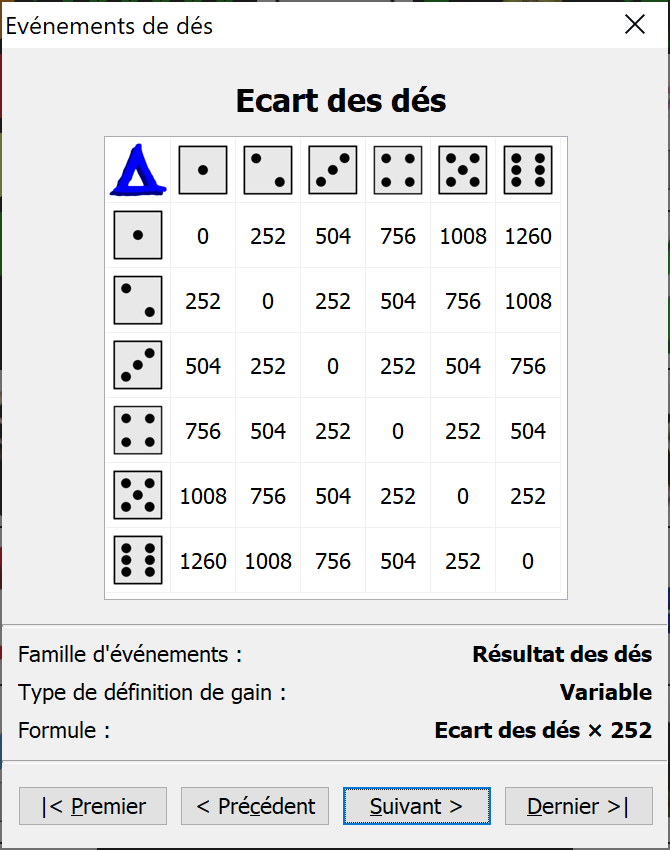 Evénements de dés
Ecart des dés
0 252 504 756 1008 1260
252 0 252 504 756 1008
504 252 0 252 504 756
756 504 252 0 252 504
1008 756 504 252 0 252
1260 1008 756 504 252 0
Famille d'événements : Résultat des dés
Type de définition de gain : Variable
Formule : Ecart des dés × 252
|< Premier < Précédent Suivant > Dernier >|